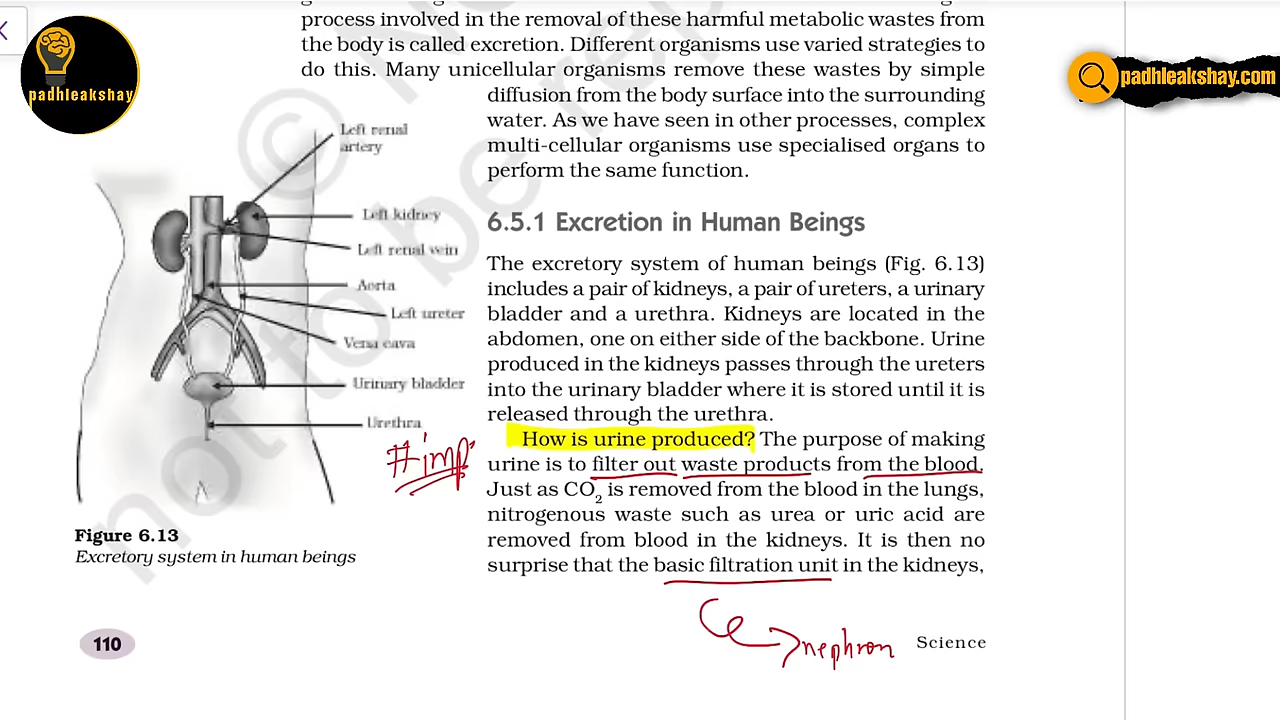 process involved in the removal of these harmful metabolic wastes from
the body is called excretion. Different organisms use varied strategies to
do this. Many unicellular organisms remove these wastes by simple
diffusion from the body surface into the surrounding
water. As we have seen in other processes, complex
multi-cellular organisms use specialised organs to
perform the same function.
padhleakshay
padhleakshay.com
Left renal
artery
Left kidney
Left renal vein
Aorta
Left ureter
Vena cava
Urinary bladder
Urethra
#imp
Figure 6.13
Excretory system in human beings
6.5.1 Excretion in Human Beings
The excretory system of human beings (Fig. 6.13)
includes a pair of kidneys, a pair of ureters, a urinary
bladder and a urethra. Kidneys are located in the
abdomen, one on either side of the backbone. Urine
produced in the kidneys passes through the ureters
into the urinary bladder where it is stored until it is
released through the urethra.
How is urine produced? The purpose of making
urine is to filter out waste products from the blood.
Just as CO₂ is removed from the blood in the lungs,
nitrogenous waste such as urea or uric acid are
removed from blood in the kidneys. It is then no
surprise that the basic filtration unit in the kidneys,
nephron
110
Science
not to be rep